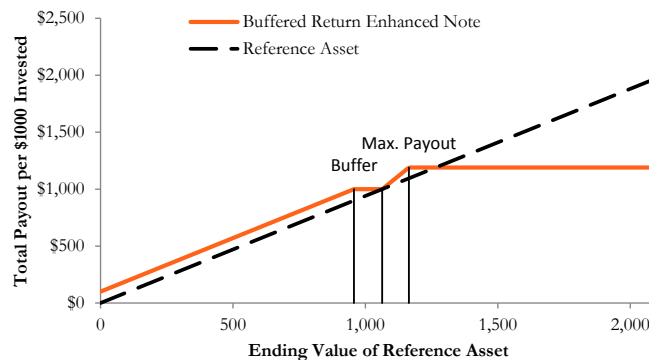 Buffered Return Enhanced Note
Reference Asset
$2,500
$2,000
$1,500
$1,000
$500
$0
Total Payout per $1000 Invested
Max. Payout
Buffer
0
500
1,000
1,500
2,000
Ending Value of Reference Asset